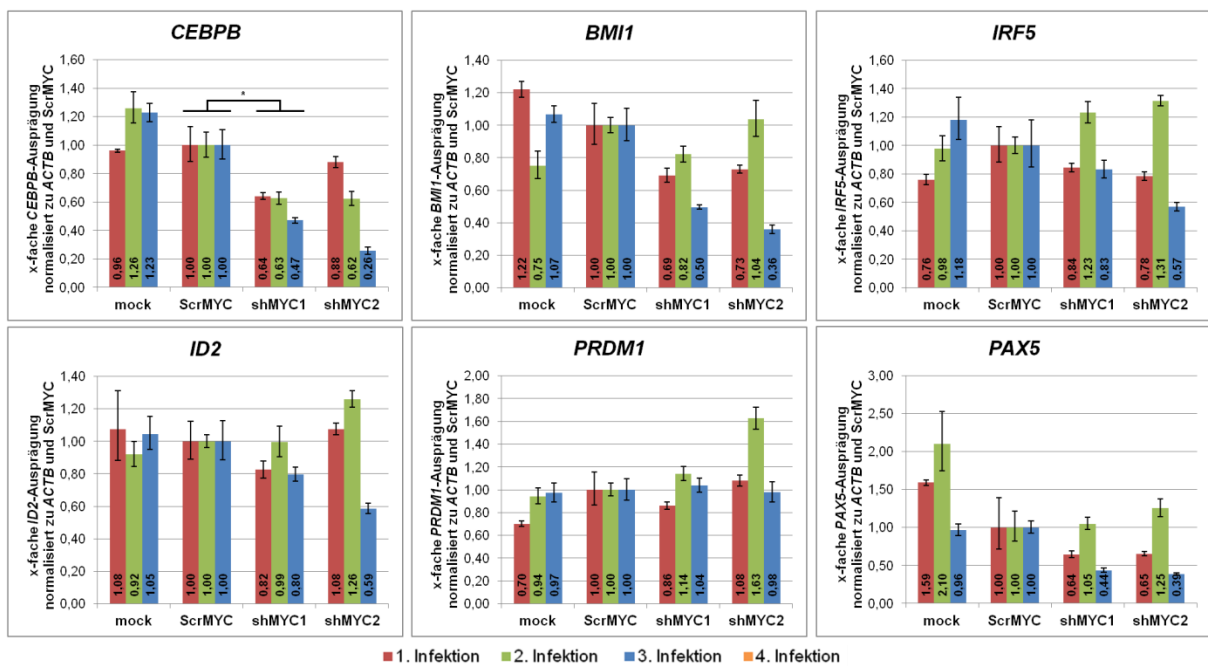 CEBPB
x-fache CEBPB-Ausprägung
normalisiert zu ACTB und ScrMYC
1,60
1,40
1,20
1,00
0,80
0,60
0,40
0,20
0,00
*
0,96
1,26
1,23
1,00
1,00
1,00
0,64
0,63
0,47
0,88
0,62
0,26
mock
ScrMYC
shMYC1
shMYC2
BMI1
x-fache BMI1-Ausprägung
normalisiert zu ACTB und ScrMYC
1,40
1,20
1,00
0,80
0,60
0,40
0,20
0,00
1,22
0,75
1,07
1,00
1,00
1,00
0,69
0,82
0,50
0,73
1,04
0,36
mock
ScrMYC
shMYC1
shMYC2
IRF5
x-fache IRF5-Ausprägung
normalisiert zu ACTB und ScrMYC
1,60
1,40
1,20
1,00
0,80
0,60
0,40
0,20
0,00
0,76
0,98
1,18
1,00
1,00
1,00
0,84
1,23
0,83
0,78
1,31
0,57
mock
ScrMYC
shMYC1
shMYC2
ID2
x-fache ID2-Ausprägung
normalisiert zu ACTB und ScrMYC
1,40
1,20
1,00
0,80
0,60
0,40
0,20
0,00
1,08
0,92
1,05
1,00
1,00
1,00
0,82
0,99
0,80
1,08
1,26
0,59
mock
ScrMYC
shMYC1
shMYC2
PRDM1
x-fache PRDM1-Ausprägung
normalisiert zu ACTB und ScrMYC
2,00
1,80
1,60
1,40
1,20
1,00
0,80
0,60
0,40
0,20
0,00
0,70
0,94
0,97
1,00
1,00
1,00
0,86
1,14
1,04
1,08
1,63
0,98
mock
ScrMYC
shMYC1
shMYC2
PAX5
x-fache PAX5-Ausprägung
normalisiert zu ACTB und ScrMYC
3,00
2,50
2,00
1,50
1,00
0,50
0,00
1,59
2,10
0,96
1,00
1,00
1,00
0,64
1,05
0,44
0,65
1,25
0,39
mock
ScrMYC
shMYC1
shMYC2
1. Infektion
2. Infektion
3. Infektion
4. Infektion